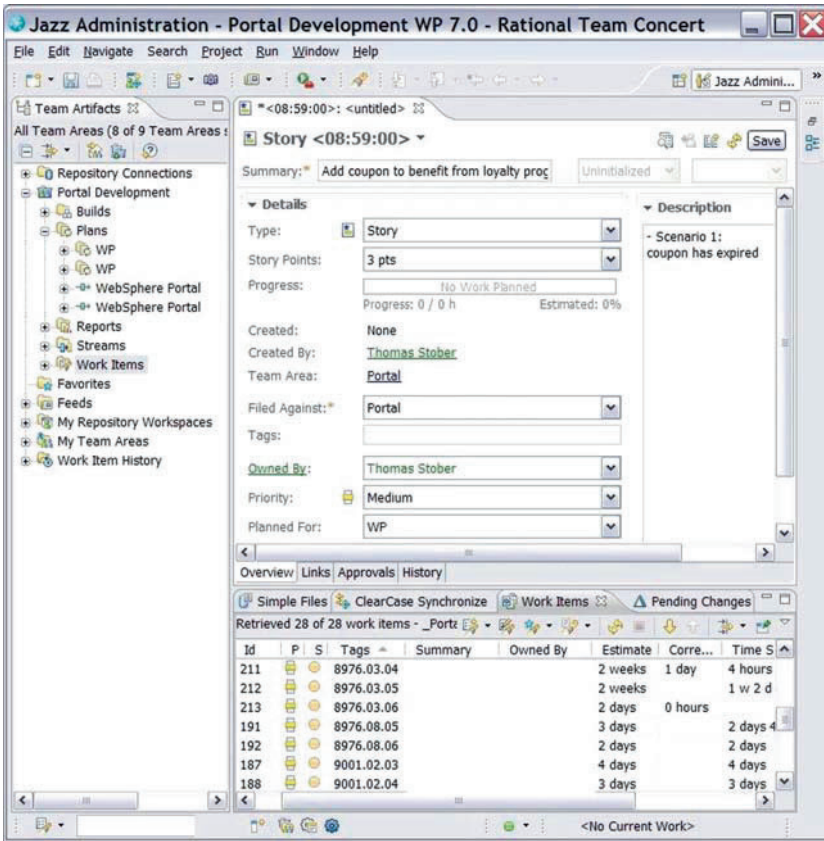 Jazz Administration - Portal Development WP 7.0 - Rational Team Concert
File Edit Navigate Search Project Run Window Help
Jazz Admini...
Team Artifacts
All Team Areas (8 of 9 Team Areas
Repository Connections
Portal Development
Builds
Plans
WP
WP
WebSphere Portal
WebSphere Portal
Reports
Streams
Work Items
Favorites
Feeds
My Repository Workspaces
My Team Areas
Work Item History
*<08:59:00>: <untitled>
Story <08:59:00>
Save
Summary:* Add coupon to benefit from loyalty prog Uninitialized
Details
Type: Story
Story Points: 3 pts
Progress: No Work Planned
Progress: 0 / 0 h Estimated: 0%
Created: None
Created By: Thomas Stober
Team Area: Portal
Filed Against:* Portal
Tags:
Owned By: Thomas Stober
Priority: Medium
Planned For: WP
Description
- Scenario 1:
coupon has expired
Overview Links Approvals History
Simple Files ClearCase Synchronize Work Items Pending Changes
Retrieved 28 of 28 work items - _Porta
Id P S Tags Summary Owned By Estimate Corre... Time S
211 8976.03.04 2 weeks 1 day 4 hours
212 8976.03.05 2 weeks 1 w 2 d
213 8976.03.06 2 days 0 hours
191 8976.08.05 3 days 2 days 4
192 8976.08.06 2 days 2 days
187 9001.02.03 4 days 4 days
188 9001.02.04 3 days 3 days
<No Current Work>